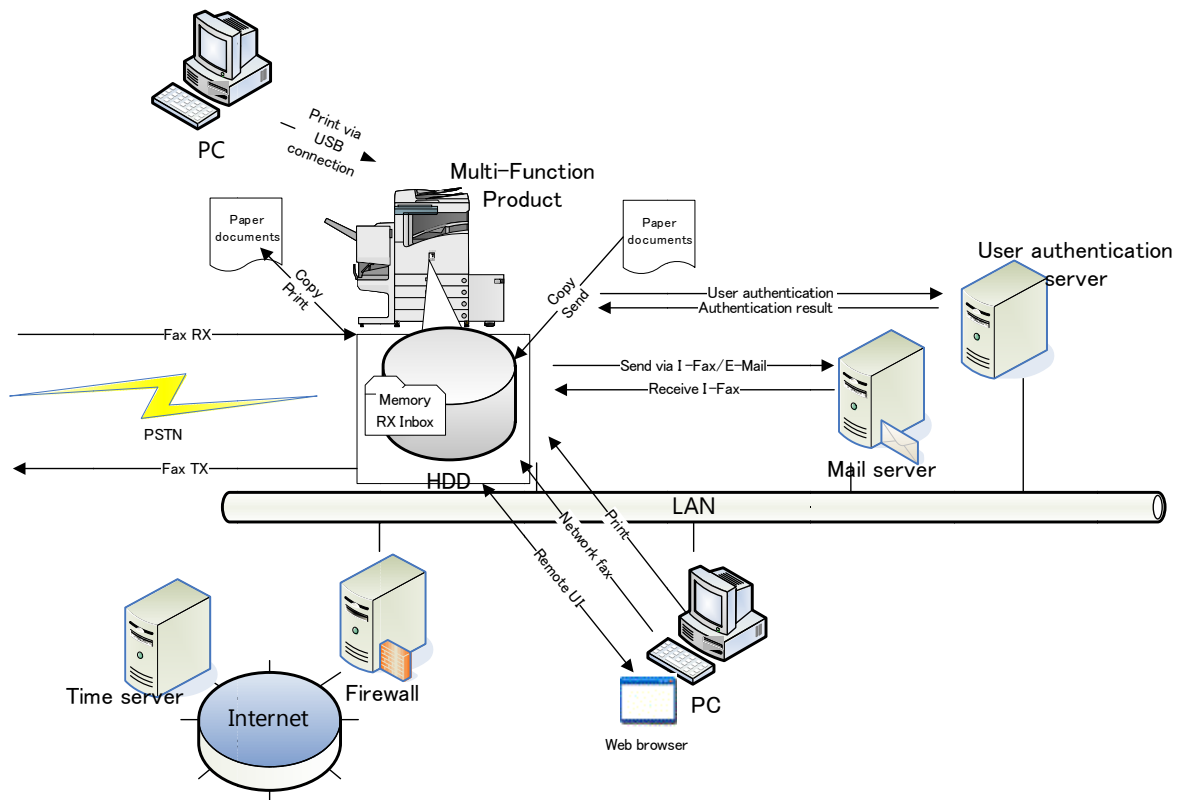 PC
Print via
USB
connection
Multi-Function
Product
Paper
documents
Copy
Print
Paper
documents
Copy
Send
User authentication
server
User authentication
Authentication result
Fax RX
Send via I-Fax/E-Mail
Receive I-Fax
Memory
RX Inbox
PSTN
Fax TX
HDD
Mail server
LAN
Print
Network fax
Remote UI
Time server
Firewall
Internet
PC
Web browser